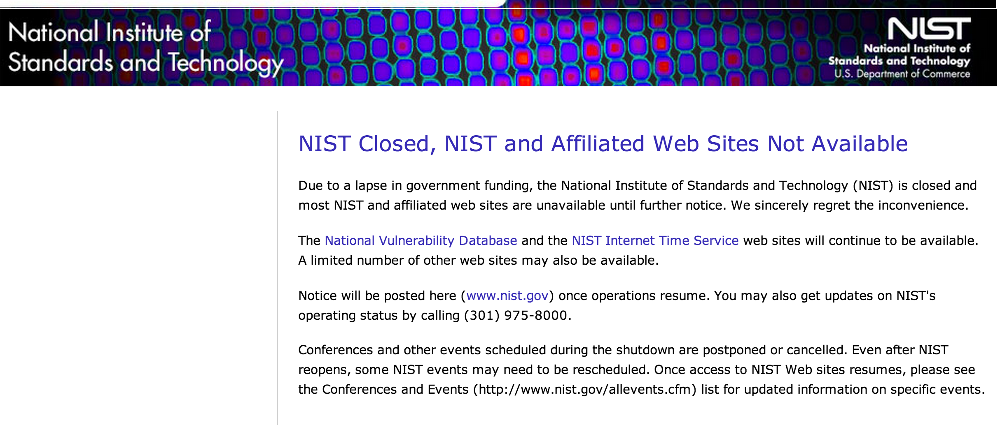 National Institute of
Standards and Technology
NIST
National Institute of
Standards and Technology
U.S. Department of Commerce
NIST Closed, NIST and Affiliated Web Sites Not Available
Due to a lapse in government funding, the National Institute of Standards and Technology (NIST) is closed and
most NIST and affiliated web sites are unavailable until further notice. We sincerely regret the inconvenience.
The National Vulnerability Database and the NIST Internet Time Service web sites will continue to be available.
A limited number of other web sites may also be available.
Notice will be posted here (www.nist.gov) once operations resume. You may also get updates on NIST's
operating status by calling (301) 975-8000.
Conferences and other events scheduled during the shutdown are postponed or cancelled. Even after NIST
reopens, some NIST events may need to be rescheduled. Once access to NIST Web sites resumes, please see
the Conferences and Events (http://www.nist.gov/allevents.cfm) list for updated information on specific events.